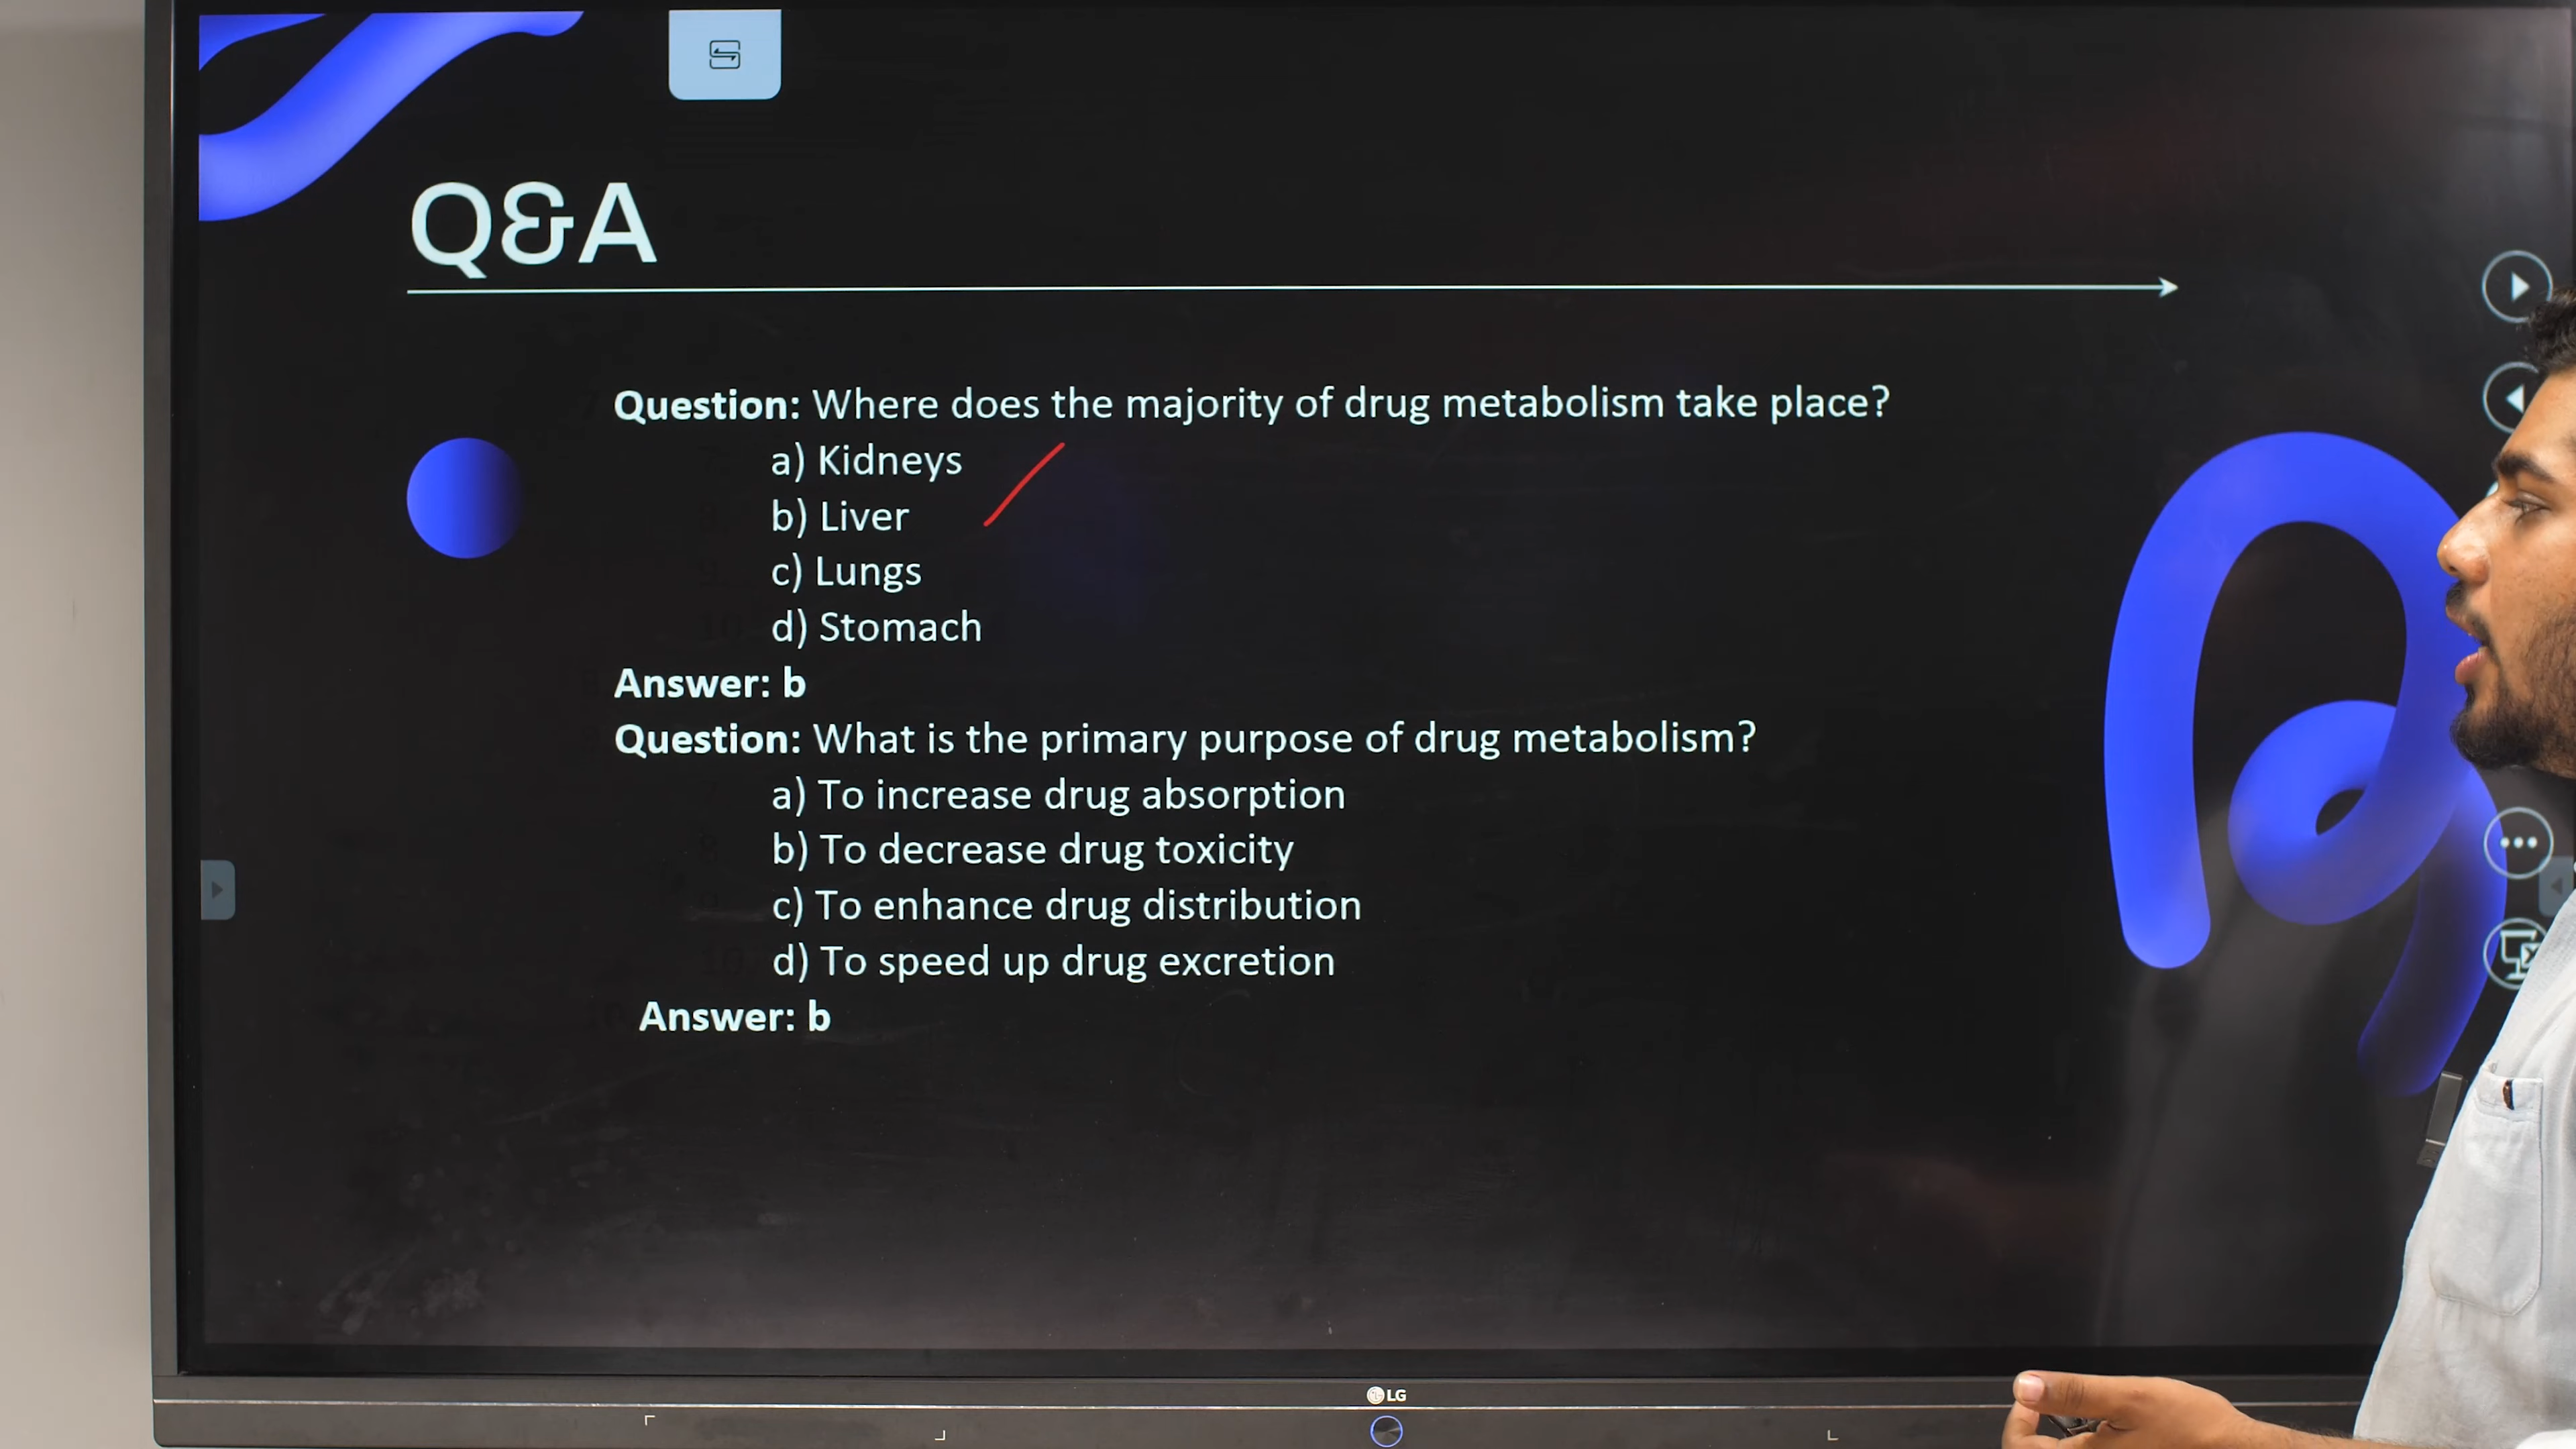 Q&A
Question: Where does the majority of drug metabolism take place?
a) Kidneys
b) Liver
c) Lungs
d) Stomach
Answer: b
Question: What is the primary purpose of drug metabolism?
a) To increase drug absorption
b) To decrease drug toxicity
c) To enhance drug distribution
d) To speed up drug excretion
Answer: b
LG